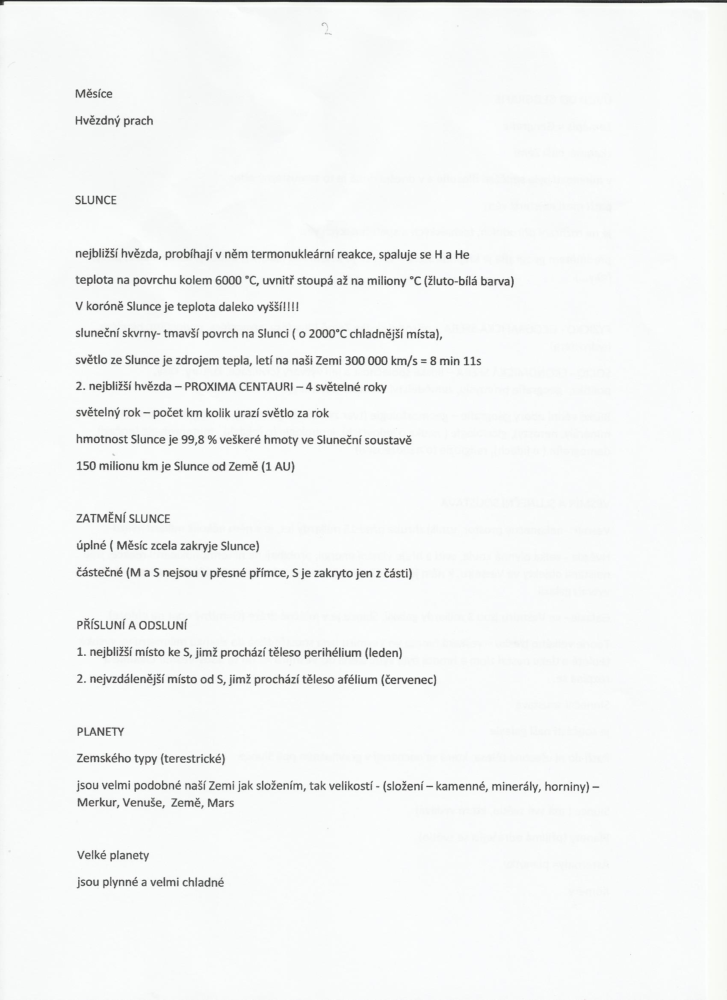 2
Měsíce
Hvězdný prach
SLUNCE
nejbližší hvězda, probíhají v něm termonukleární reakce, spaluje se H a He
teplota na povrchu kolem 6000 °C, uvnitř stoupá až na miliony °C (žluto-bílá barva)
V koróně Slunce je teplota daleko vyšší!!!!
sluneční skvrny- tmavší povrch na Slunci ( o 2000°C chladnější místa),
světlo ze Slunce je zdrojem tepla, letí na naši Zemi 300 000 km/s = 8 min 11s
2. nejbližší hvězda – PROXIMA CENTAURI – 4 světelné roky
světelný rok – počet km kolik urazí světlo za rok
hmotnost Slunce je 99,8 % veškeré hmoty ve Sluneční soustavě
150 milionu km je Slunce od Země (1 AU)
ZATMĚNÍ SLUNCE
úplné ( Měsíc zcela zakryje Slunce)
částečné (M a S nejsou v přesné přímce, S je zakryto jen z části)
PŘÍSLUNÍ A ODSLUNÍ
1. nejbližší místo ke S, jimž prochází těleso perihélium (leden)
2. nejvzdálenější místo od S, jimž prochází těleso afélium (červenec)
PLANETY
Zemského typy (terestrické)
jsou velmi podobné naší Zemi jak složením, tak velikostí - (složení – kamenné, minerály, horniny) –
Merkur, Venuše,  Země, Mars
Velké planety
jsou plynné a velmi chladné